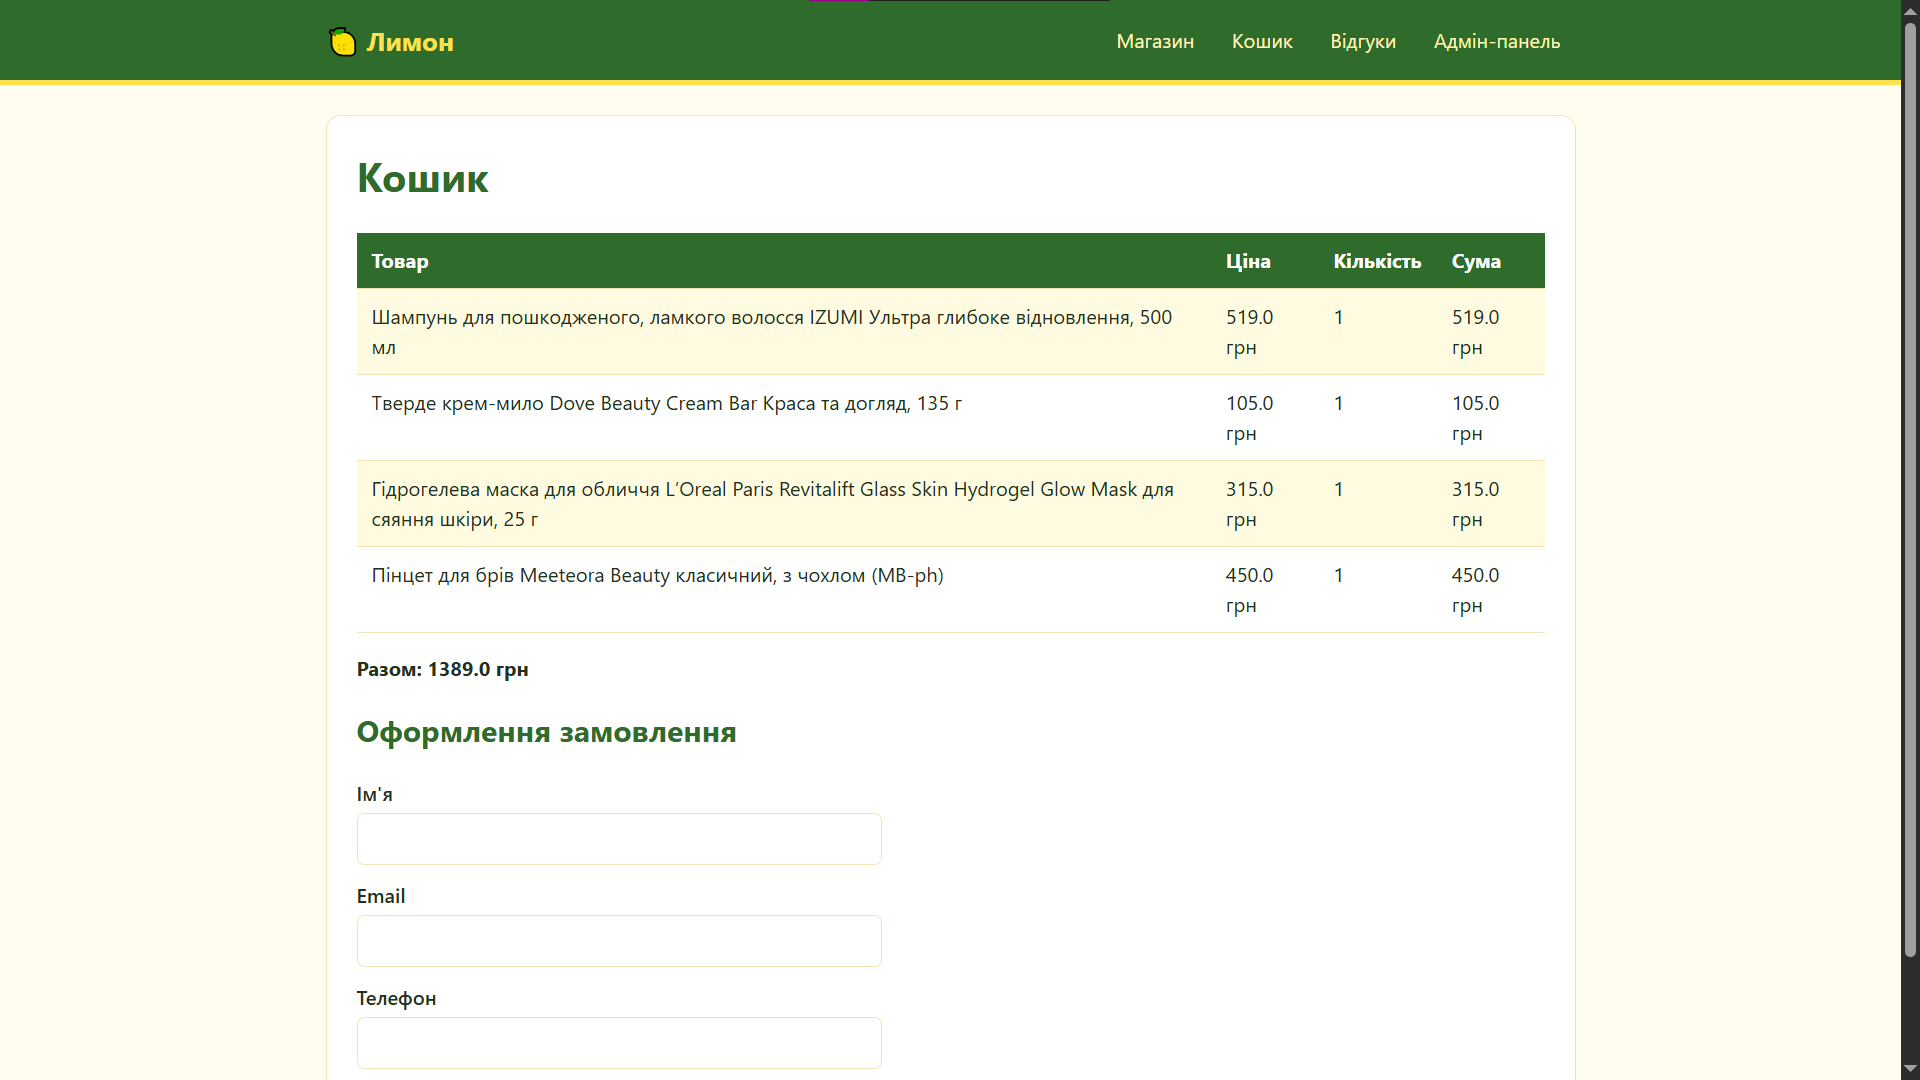 Лимон
Магазин Кошик Відгуки Адмін-панель
Кошик
Товар Ціна Кількість Сума
Шампунь для пошкодженого, ламкого волосся IZUMI Ультра глибоке відновлення, 500 519.0 1 519.0
мл грн грн
Тверде крем-мило Dove Beauty Cream Bar Краса та догляд, 135 г 105.0 1 105.0
грн грн
Гідрогелева маска для обличчя L’Oreal Paris Revitalift Glass Skin Hydrogel Glow Mask для 315.0 1 315.0
сяяння шкіри, 25 г грн грн
Пінцет для брів Meeteora Beauty класичний, з чохлом (MB-ph) 450.0 1 450.0
грн грн
Разом: 1389.0 грн
Оформлення замовлення
Ім'я
Email
Телефон